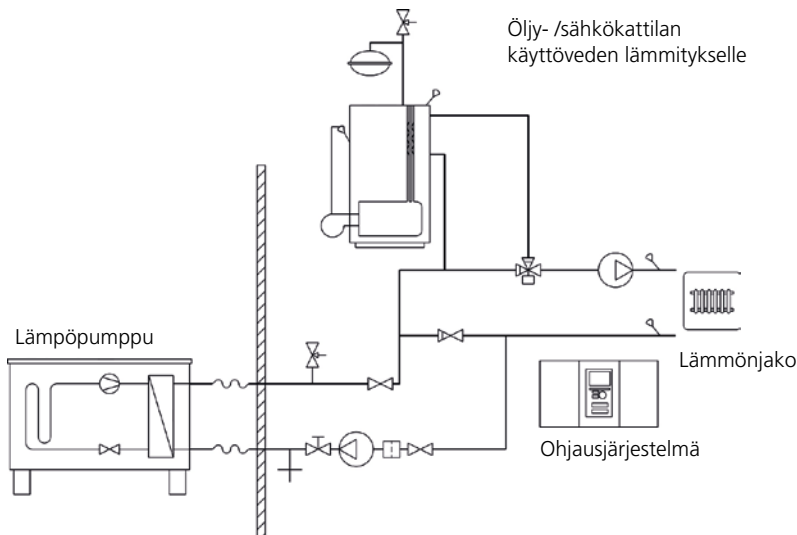 Öljy- /sähkökattilan
käyttöveden lämmitykselle
Lämpöpumppu
Lämmönjako
Ohjausjärjestelmä